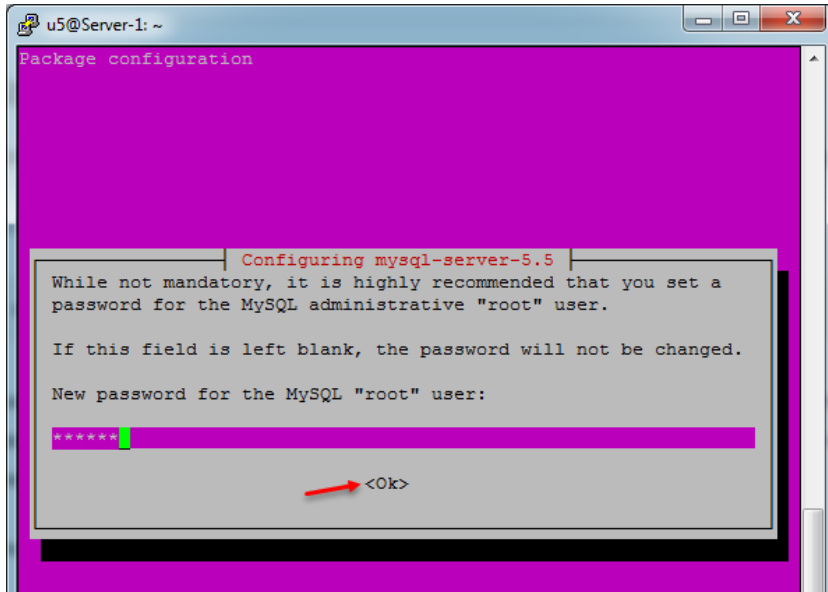 u5@Server-1: ~
Package configuration
Configuring mysql-server-5.5
While not mandatory, it is highly recommended that you set a
password for the MySQL administrative "root" user.
If this field is left blank, the password will not be changed.
New password for the MySQL "root" user:
******
<Ok>